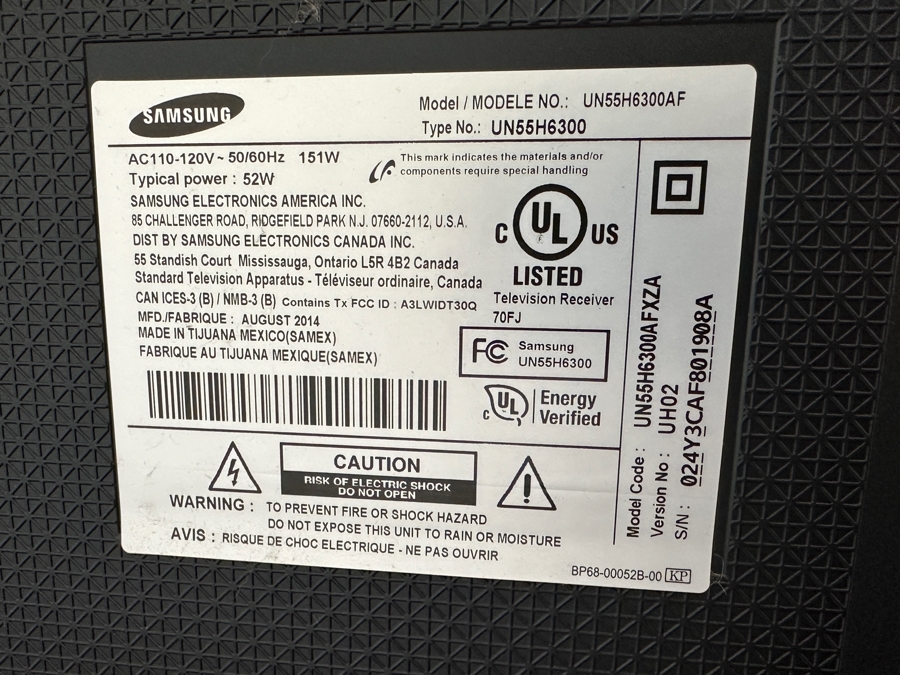 SAMSUNG
Model / MODELE NO.: UN55H6300AF
Type No.: UN55H6300
AC110-120V ~ 50/60Hz 151W
Typical power : 52W
This mark indicates the materials and/or
components require special handling
SAMSUNG ELECTRONICS AMERICA INC.
85 CHALLENGER ROAD, RIDGEFIELD PARK N.J. 07660-2112, U.S.A.
DIST BY SAMSUNG ELECTRONICS CANADA INC.
55 Standish Court Mississauga, Ontario L5R 4B2 Canada
Standard Television Apparatus - Téléviseur ordinaire, Canada
CAN ICES-3 (B) / NMB-3 (B) Contains Tx FCC ID : A3LWIDT30Q
MFD./FABRIQUE : AUGUST 2014
MADE IN TIJUANA MEXICO(SAMEX)
FABRIQUE AU TIJUANA MEXIQUE(SAMEX)
C UL US
LISTED
Television Receiver
70FJ
FC Samsung
UN55H6300
C UL Energy
Verified
CAUTION
RISK OF ELECTRIC SHOCK
DO NOT OPEN
WARNING : TO PREVENT FIRE OR SHOCK HAZARD
DO NOT EXPOSE THIS UNIT TO RAIN OR MOISTURE
AVIS : RISQUE DE CHOC ELECTRIQUE - NE PAS OUVRIR
Model Code : UN55H6300AFXZA
Version No : UH02
S/N : 024Y3CAF801908A
BP68-00052B-00 KP